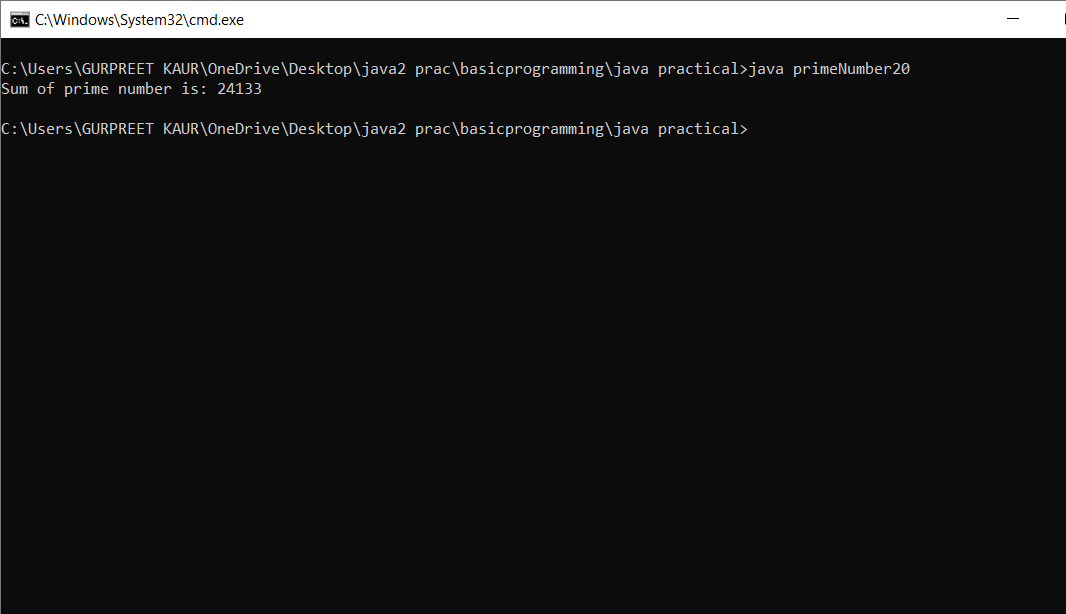 C:\Windows\System32\cmd.exe
C:\Users\GURPREET KAUR\OneDrive\Desktop\java2 prac\basicprogramming\java practical>java primeNumber20
Sum of prime number is: 24133
C:\Users\GURPREET KAUR\OneDrive\Desktop\java2 prac\basicprogramming\java practical>